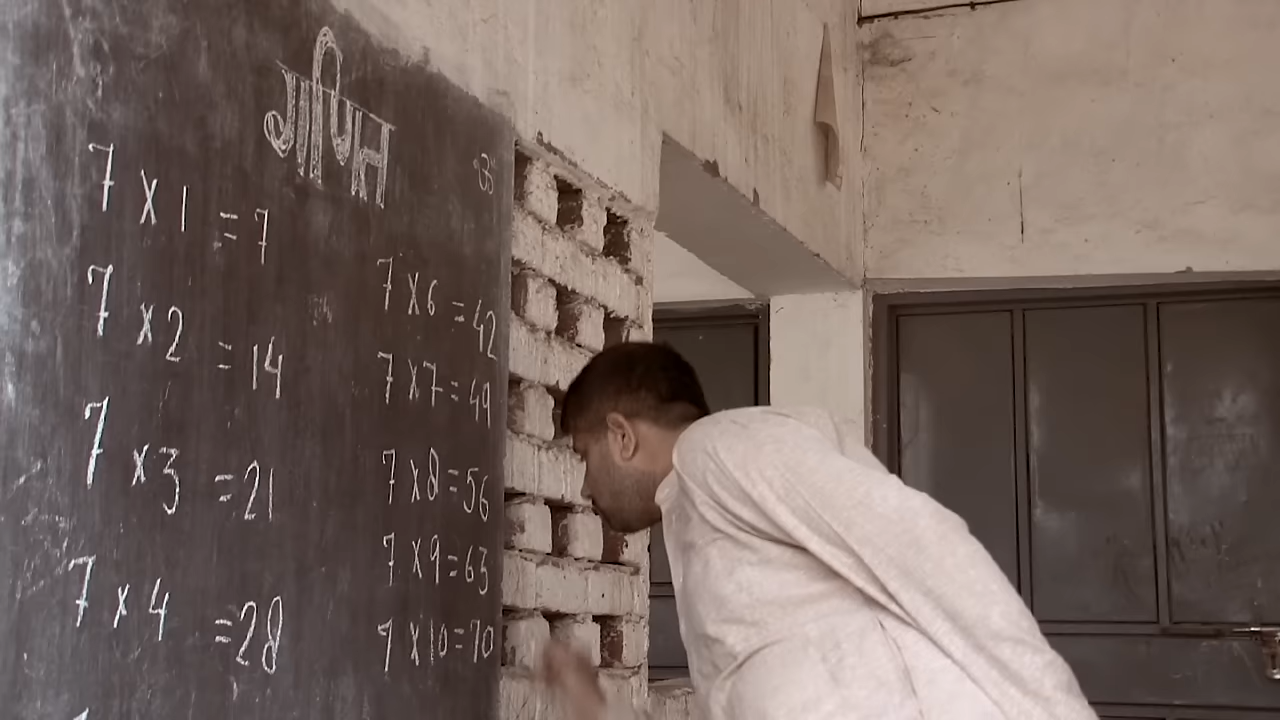 गणित
7 × 1 = 7
7 × 2 = 14
7 × 3 = 21
7 × 4 = 28
7 × 6 = 42
7 × 7 = 49
7 × 8 = 56
7 × 9 = 63
7 × 10 = 70